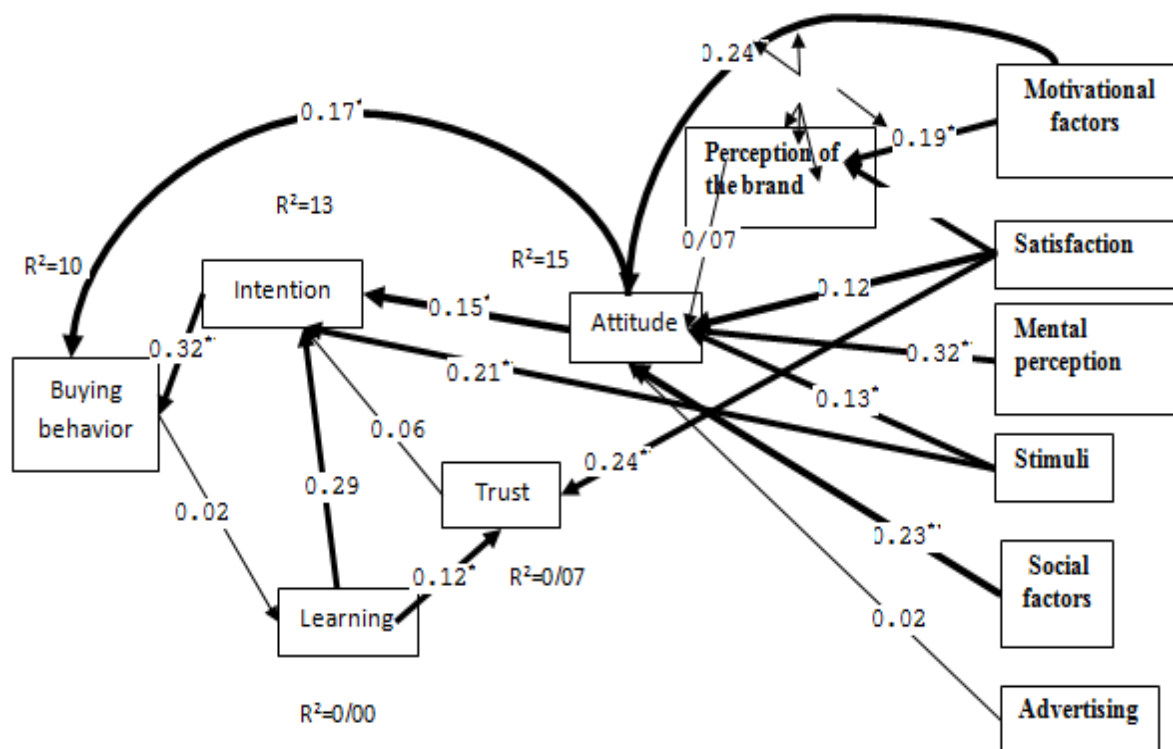 0.24
Motivational
factors
0.17*
0.19*
Perception of
the brand
R²=13
0/07
Satisfaction
R²=10
R²=15
Intention
0.12
0.15*
Attitude
Mental
perception
0.32*
0.32*
0.21*
Buying
behavior
0.13*
0.06
Stimuli
0.24*
0.29
Trust
0.02
0.23*
Social
factors
0.12*
R²=0/07
Learning
0.02
R²=0/00
Advertising